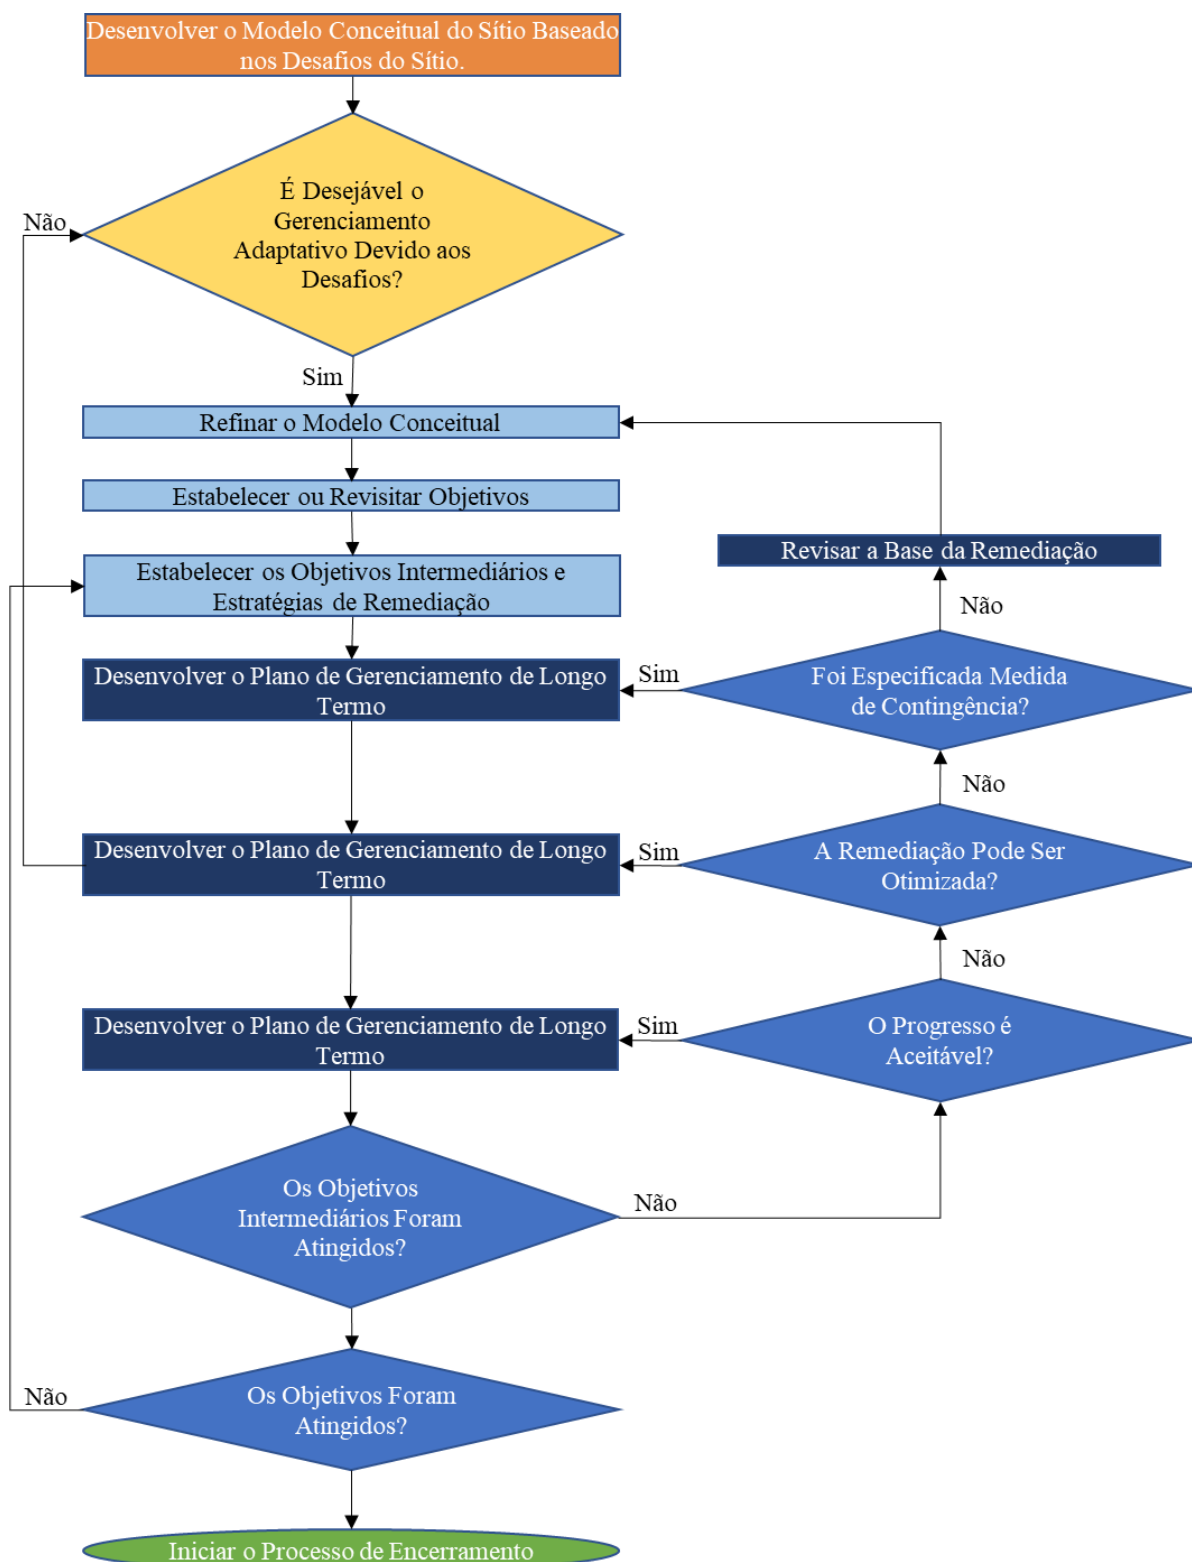 Desenvolver o Modelo Conceitual do Sítio Baseado
nos Desafios do Sítio.
É Desejável o
Gerenciamento
Adaptativo Devido aos
Desafios?
Não
Sim
Refinar o Modelo Conceitual
Estabelecer ou Revisitar Objetivos
Revisar a Base da Remediação
Estabelecer os Objetivos Intermediários e
Estratégias de Remediação
Não
Desenvolver o Plano de Gerenciamento de Longo
Termo
Sim
Foi Especificada Medida
de Contingência?
Não
Desenvolver o Plano de Gerenciamento de Longo
Termo
Sim
A Remediação Pode Ser
Otimizada?
Não
Desenvolver o Plano de Gerenciamento de Longo
Termo
Sim
O Progresso é
Aceitável?
Os Objetivos
Intermediários Foram
Atingidos?
Não
Não
Os Objetivos Foram
Atingidos?
Iniciar o Processo de Encerramento